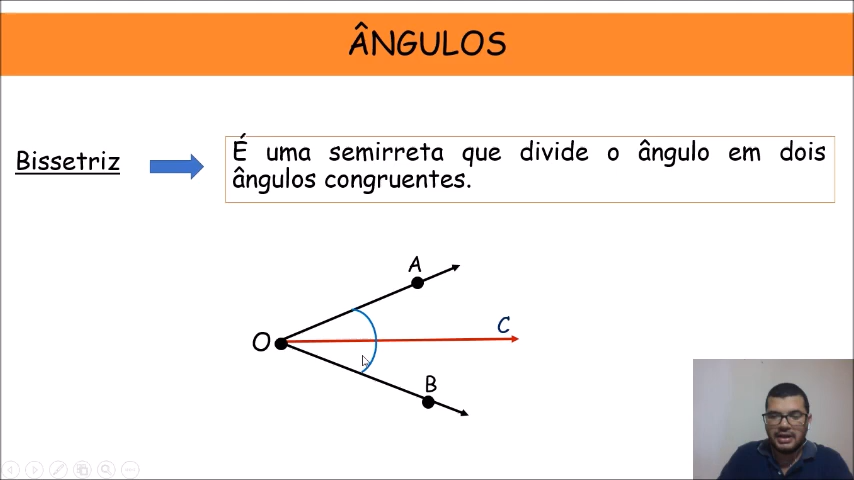 ÂNGULOS
Bissetriz
É uma semirreta que divide o ângulo em dois
ângulos congruentes.
A
C
O
B